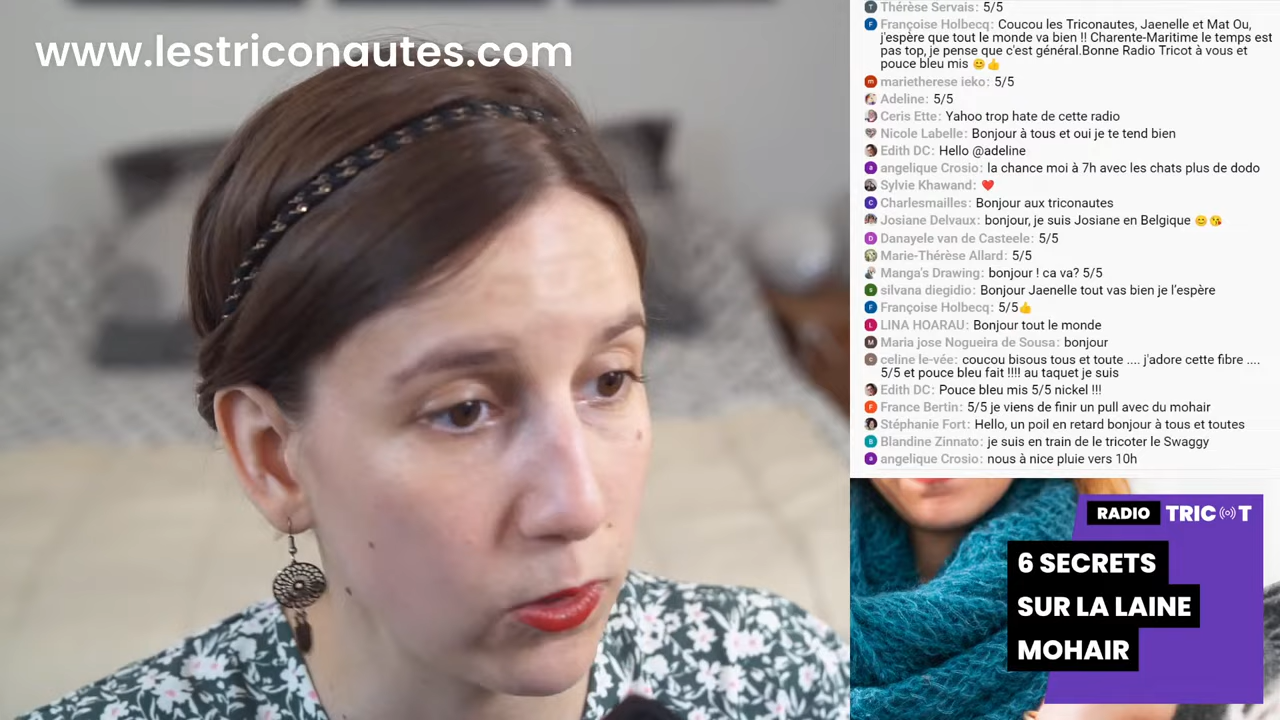 www.lestriconautes.com
Thérèse Servais: 5/5
Françoise Holbecq: Coucou les Triconautes, Jaenelle et Mat Ou,
j'espère que tout le monde va bien !! Charente-Maritime le temps est
pas top, je pense que c'est général.Bonne Radio Tricot à vous et
pouce bleu mis 😊👍
marietherese ieko: 5/5
Adeline: 5/5
Ceris Ette: Yahoo trop hate de cette radio
Nicole Labelle: Bonjour à tous et oui je te tend bien
Edith DC: Hello @adeline
angelique Crosio: la chance moi à 7h avec les chats plus de dodo
Sylvie Khawand: ❤️
Charlesmailles: Bonjour aux triconautes
Josiane Delvaux: bonjour, je suis Josiane en Belgique 😊😘
Danayele van de Casteele: 5/5
Marie-Thérèse Allard: 5/5
Manga's Drawing: bonjour ! ca va? 5/5
silvana diegidio: Bonjour Jaenelle tout vas bien je l'espère
Françoise Holbecq: 5/5👍
LINA HOARAU: Bonjour tout le monde
Maria jose Nogueira de Sousa: bonjour
celine le-vée: coucou bisous tous et toute .... j'adore cette fibre ....
5/5 et pouce bleu fait !!!! au taquet je suis
Edith DC: Pouce bleu mis 5/5 nickel !!!
France Bertin: 5/5 je viens de finir un pull avec du mohair
Stéphanie Fort: Hello, un poil en retard bonjour à tous et toutes
Blandine Zinnato: je suis en train de le tricoter le Swaggy
angelique Crosio: nous à nice pluie vers 10h
RADIO TRICOT
6 SECRETS
SUR LA LAINE
MOHAIR